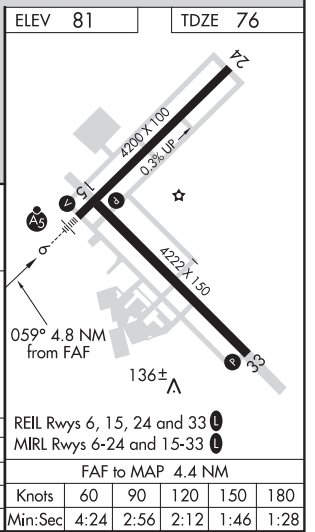 ELEV 81
TDZE 76
24
4200 X 100
0.3% UP
15
V
P
A5
6
4222 X 150
059° 4.8 NM
from FAF
136±
P
33
REIL Rwys 6, 15, 24 and 33 L
MIRL Rwys 6-24 and 15-33 L
FAF to MAP 4.4 NM
Knots 60 90 120 150 180
Min:Sec 4:24 2:56 2:12 1:46 1:28